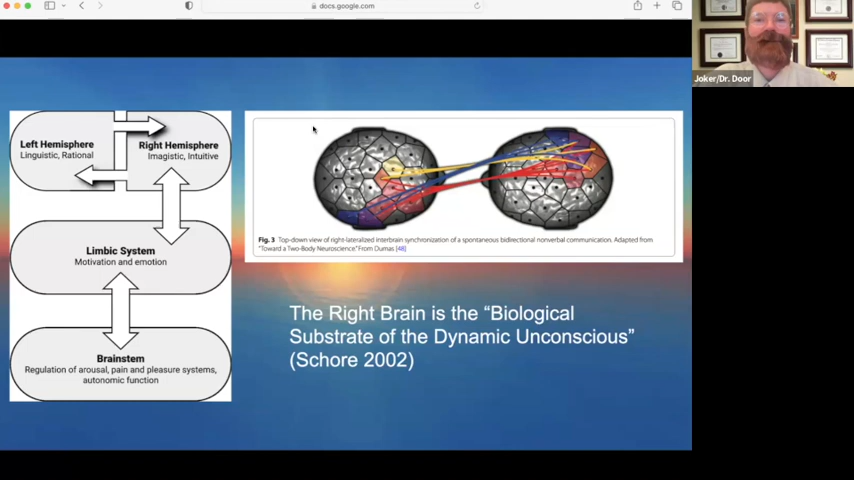 docs.google.com
Joker/Dr. Door
Left Hemisphere
Linguistic, Rational
Right Hemisphere
Imagistic, Intuitive
Limbic System
Motivation and emotion
Brainstem
Regulation of arousal, pain and pleasure systems,
autonomic function
Fig. 3 Top-down view of right-lateralized interbrain synchronization of a spontaneous bidirectional nonverbal communication. Adapted from
"Toward a Two-Body Neuroscience." From Dumas [48]
The Right Brain is the “Biological
Substrate of the Dynamic Unconscious”
(Schore 2002)